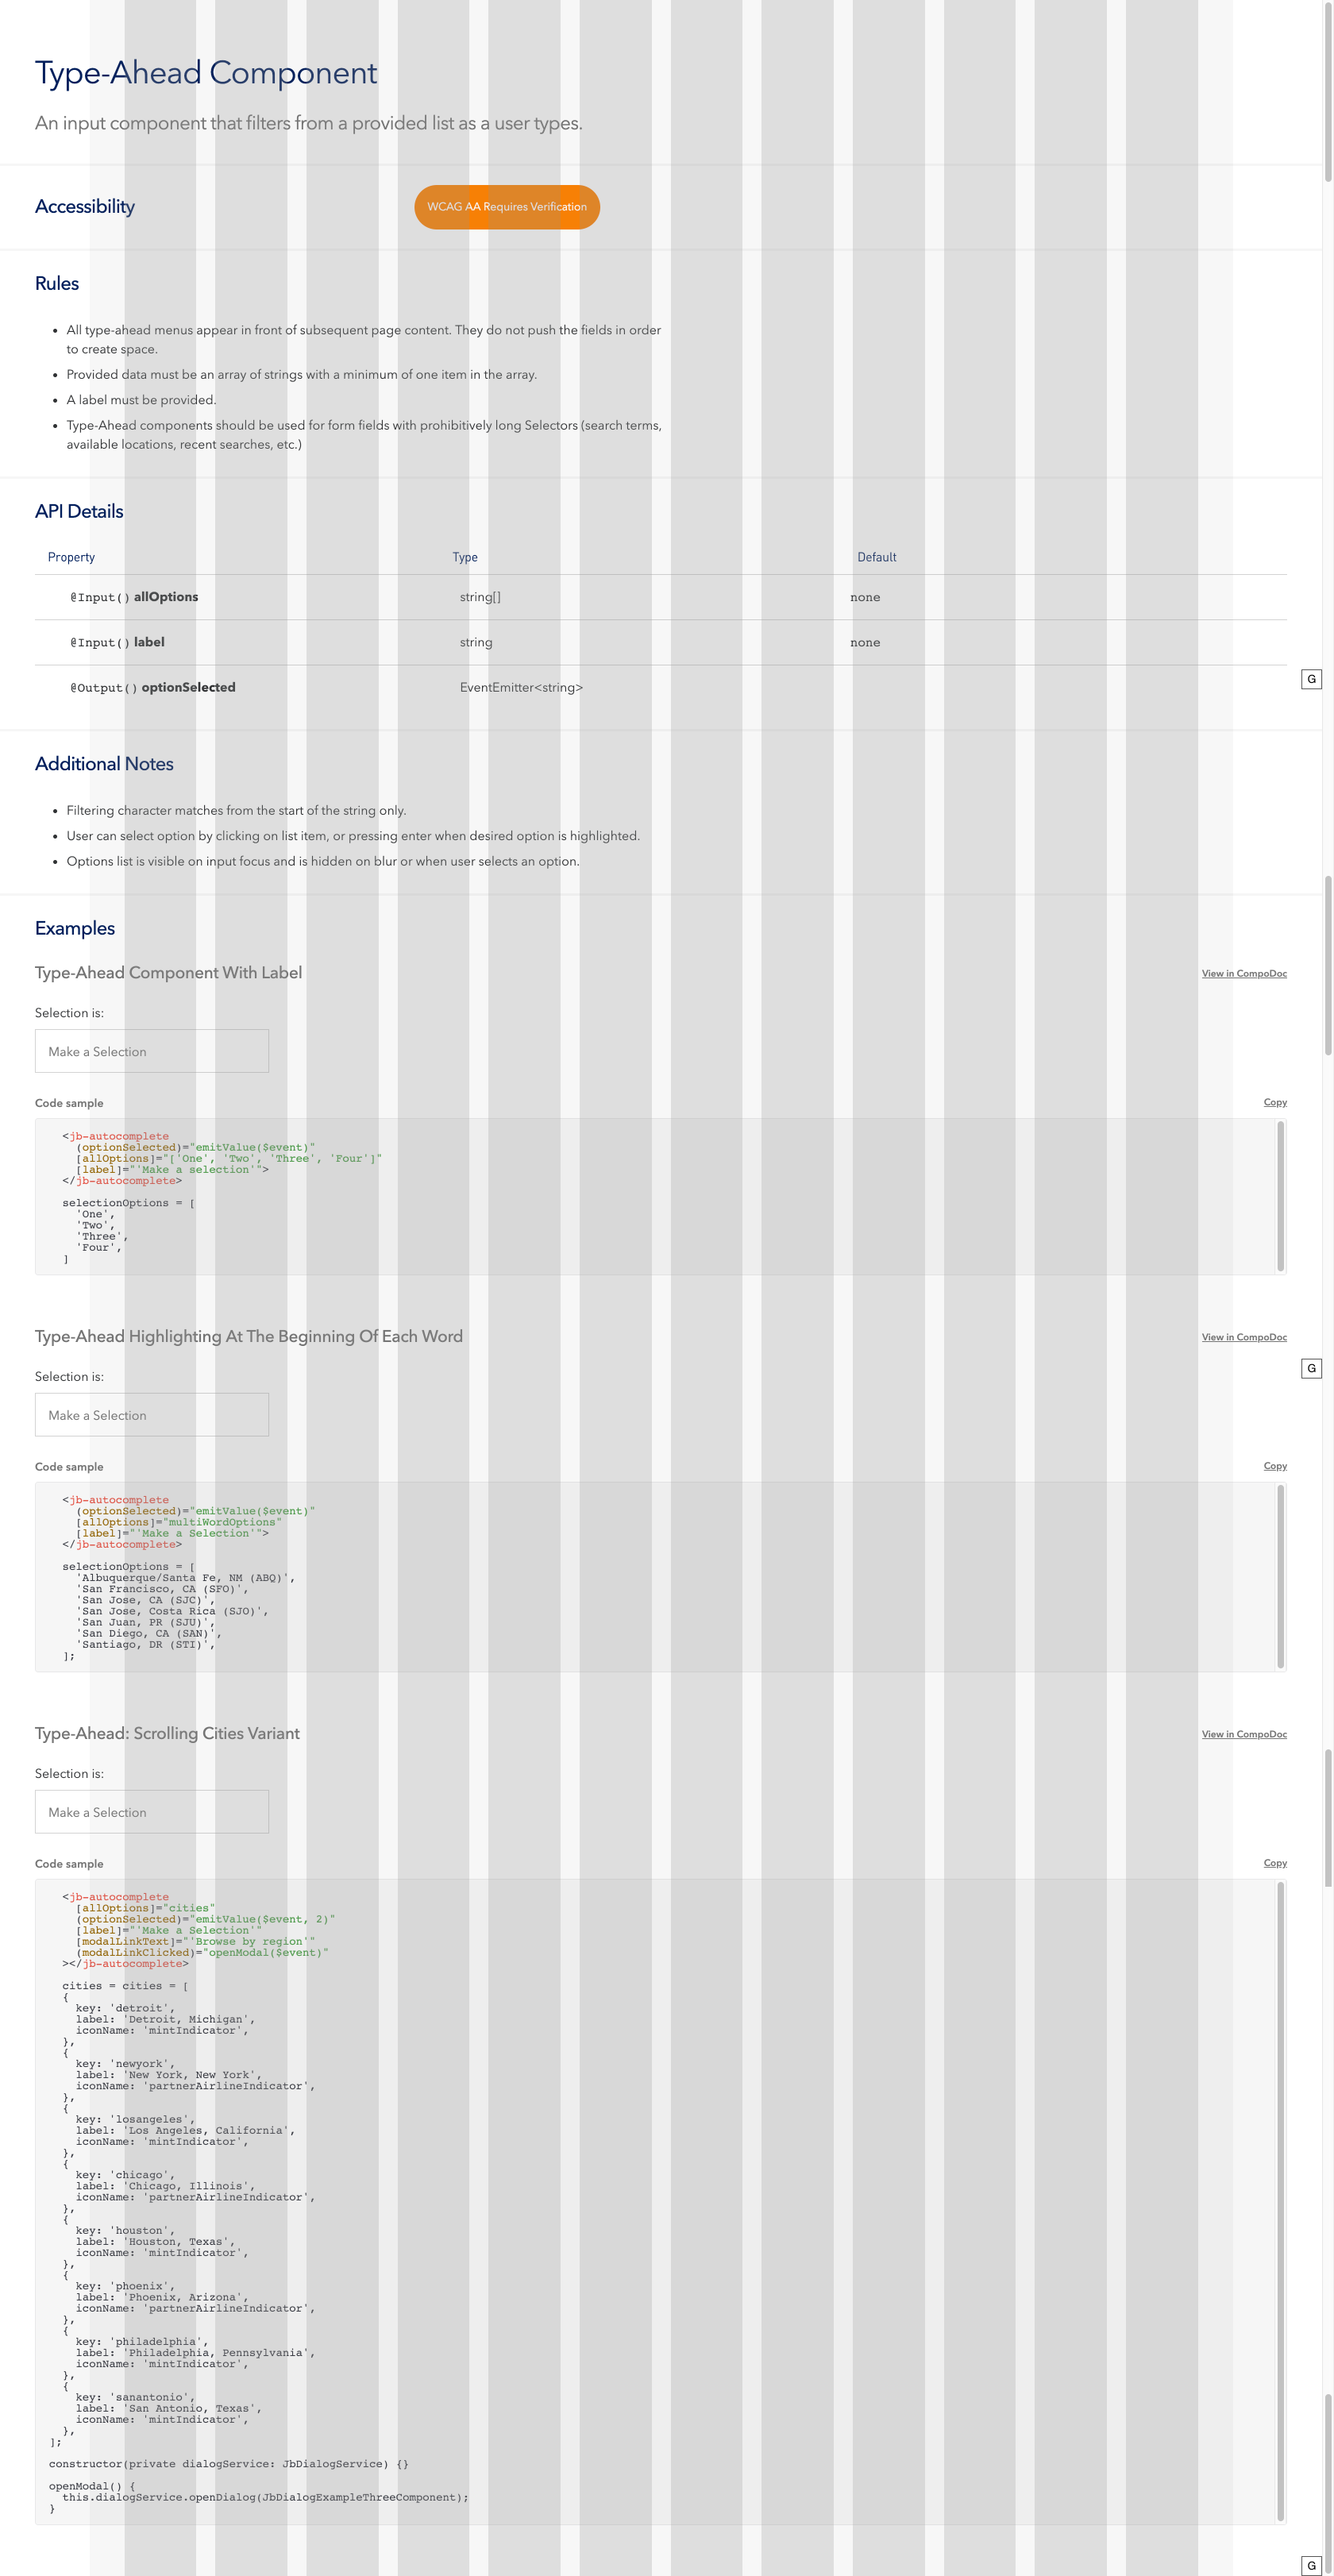 Type-Ahead Component
An input component that filters from a provided list as a user types.
Accessibility
WCAG AA Requires Verification
Rules
• All type-ahead menus appear in front of subsequent page content. They do not push the fields in order
to create space.
• Provided data must be an array of strings with a minimum of one item in the array.
• A label must be provided.
• Type-Ahead components should be used for form fields with prohibitively long Selectors (search terms,
available locations, recent searches, etc.)
API Details
Property Type Default
@Input() allOptions string[] none
@Input() label string none
@Output() optionSelected EventEmitter<string>
G
Additional Notes
• Filtering character matches from the start of the string only.
• User can select option by clicking on list item, or pressing enter when desired option is highlighted.
• Options list is visible on input focus and is hidden on blur or when user selects an option.
Examples
Type-Ahead Component With Label View in CompoDoc
Selection is:
Make a Selection
Code sample Copy
<jb-autocomplete
(optionSelected)="emitValue($event)"
[allOptions]="['One', 'Two', 'Three', 'Four']"
[label]="'Make a selection'">
</jb-autocomplete>
selectionOptions = [
'One',
'Two',
'Three',
'Four',
]
Type-Ahead Highlighting At The Beginning Of Each Word View in CompoDoc
G
Selection is:
Make a Selection
Code sample Copy
<jb-autocomplete
(optionSelected)="emitValue($event)"
[allOptions]="multiWordOptions"
[label]="'Make a Selection'">
</jb-autocomplete>
selectionOptions = [
'Albuquerque/Santa Fe, NM (ABQ)',
'San Francisco, CA (SFO)',
'San Jose, CA (SJC)',
'San Jose, Costa Rica (SJO)',
'San Juan, PR (SJU)',
'San Diego, CA (SAN)',
'Santiago, DR (STI)',
];
Type-Ahead: Scrolling Cities Variant View in CompoDoc
Selection is:
Make a Selection
Code sample Copy
<jb-autocomplete
[allOptions]="cities"
(optionSelected)="emitValue($event, 2)"
[label]="'Make a Selection'"
[modalLinkText]="'Browse by region'"
(modalLinkClicked)="openModal($event)"
></jb-autocomplete>
cities = cities = [
{
key: 'detroit',
label: 'Detroit, Michigan',
iconName: 'mintIndicator',
},
{
key: 'newyork',
label: 'New York, New York',
iconName: 'partnerAirlineIndicator',
},
{
key: 'losangeles',
label: 'Los Angeles, California',
iconName: 'mintIndicator',
},
{
key: 'chicago',
label: 'Chicago, Illinois',
iconName: 'partnerAirlineIndicator',
},
{
key: 'houston',
label: 'Houston, Texas',
iconName: 'mintIndicator',
},
{
key: 'phoenix',
label: 'Phoenix, Arizona',
iconName: 'partnerAirlineIndicator',
},
{
key: 'philadelphia',
label: 'Philadelphia, Pennsylvania',
iconName: 'mintIndicator',
},
{
key: 'sanantonio',
label: 'San Antonio, Texas',
iconName: 'mintIndicator',
},
];
constructor(private dialogService: JbDialogService) {}
openModal() {
this.dialogService.openDialog(JbDialogExampleThreeComponent);
}
G